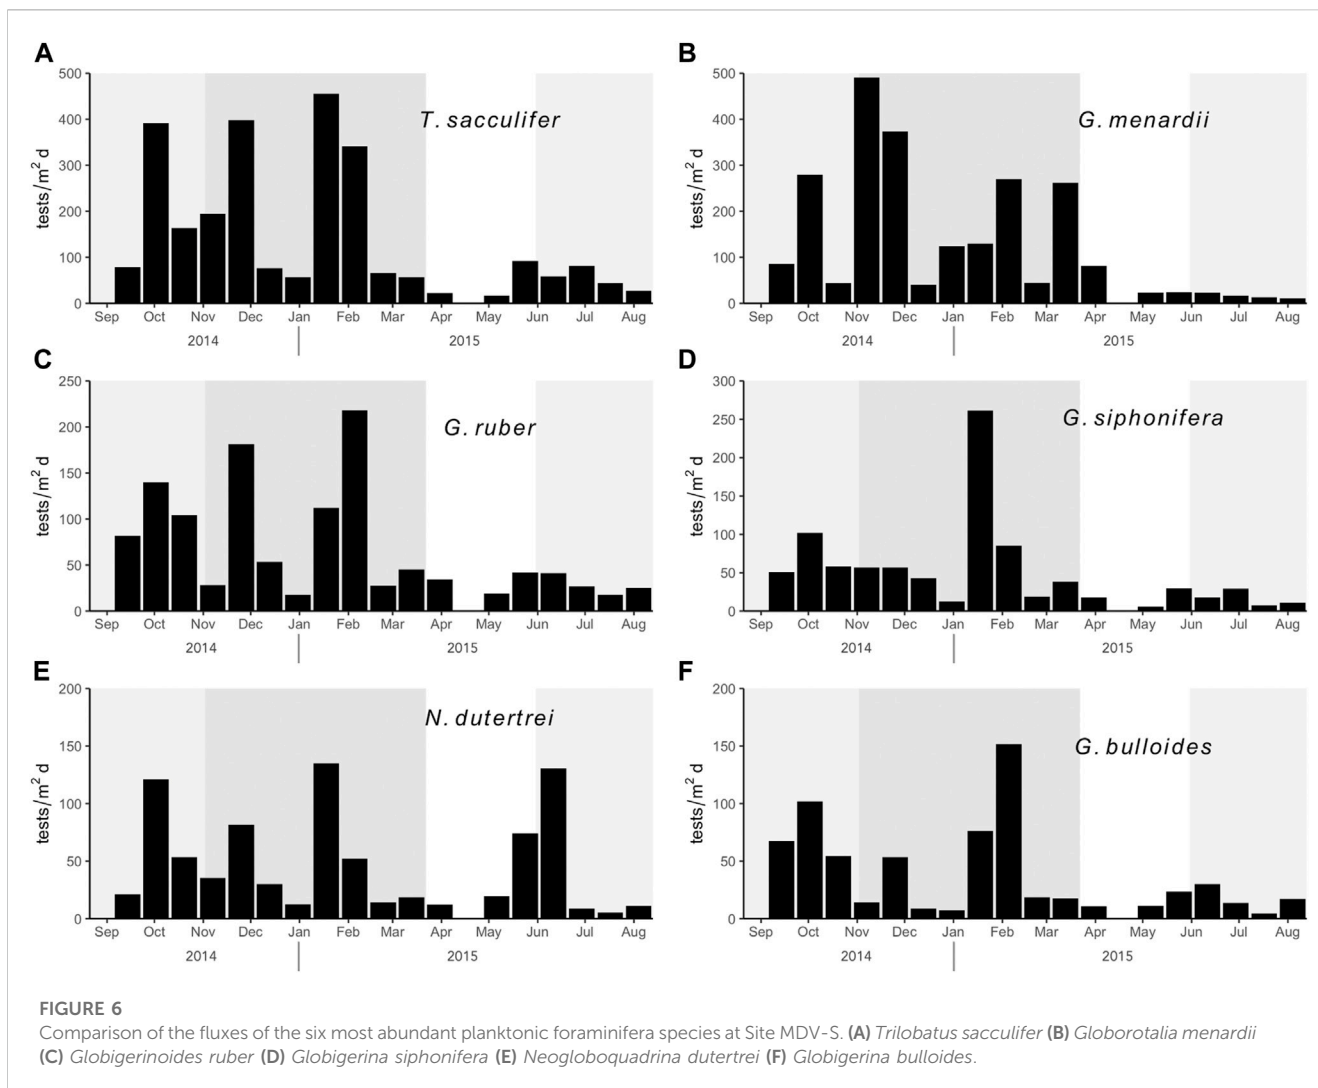 A
500
400
300
200
100
0
tests/m² d
T. sacculifer
Sep Oct Nov Dec Jan Feb Mar Apr May Jun Jul Aug
2014 2015
B
500
400
300
200
100
0
tests/m² d
G. menardii
Sep Oct Nov Dec Jan Feb Mar Apr May Jun Jul Aug
2014 2015
C
250
200
150
100
50
0
tests/m² d
G. ruber
Sep Oct Nov Dec Jan Feb Mar Apr May Jun Jul Aug
2014 2015
D
300
250
200
150
100
50
0
tests/m² d
G. siphonifera
Sep Oct Nov Dec Jan Feb Mar Apr May Jun Jul Aug
2014 2015
E
200
150
100
50
0
tests/m² d
N. dutertrei
Sep Oct Nov Dec Jan Feb Mar Apr May Jun Jul Aug
2014 2015
F
200
150
100
50
0
tests/m² d
G. bulloides
Sep Oct Nov Dec Jan Feb Mar Apr May Jun Jul Aug
2014 2015
FIGURE 6
Comparison of the fluxes of the six most abundant planktonic foraminifera species at Site MDV-S. (A) Trilobatus sacculifer (B) Globorotalia menardii
(C) Globigerinoides ruber (D) Globigerina siphonifera (E) Neogloboquadrina dutertrei (F) Globigerina bulloides.